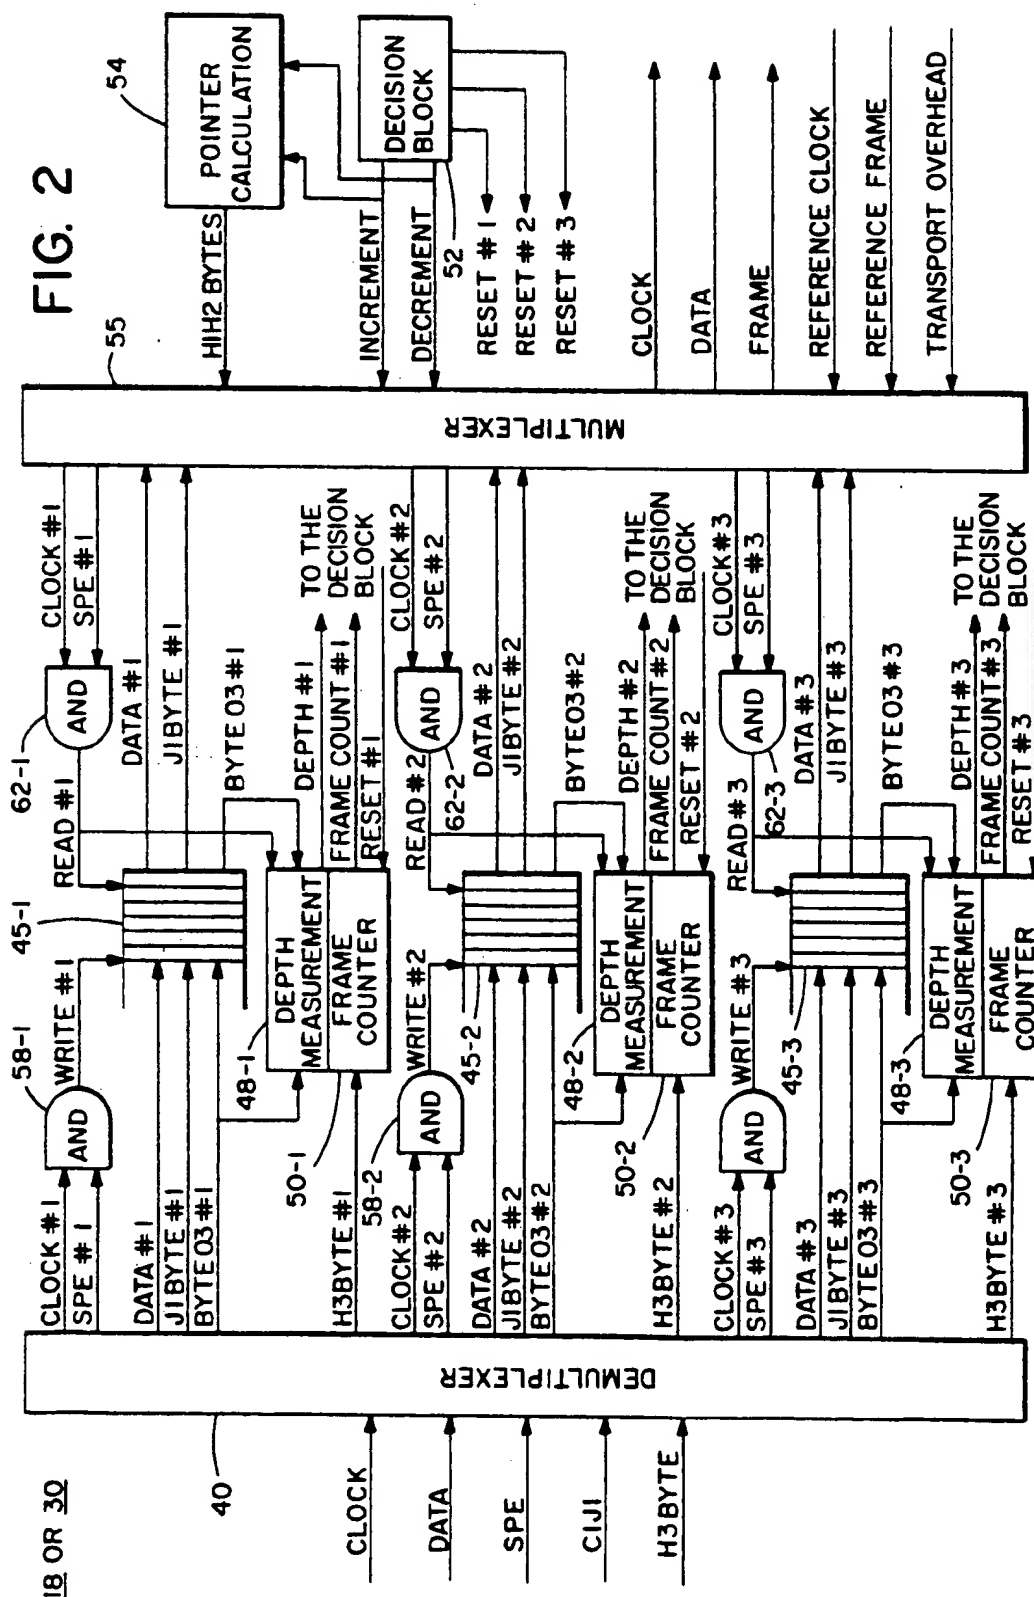 18 OR 30
FIG. 2
40
CLOCK
DATA
SPE
C1J1
H3BYTE
DEMULTIPLEXER
CLOCK #1
SPE #1
DATA #1
J1BYTE #1
BYTE 03 #1
H3BYTE #1
58-1
AND
WRITE #1
45-1
READ #1
62-1
AND
CLOCK #1
SPE #1
DATA #1
J1BYTE #1
BYTE 03 #1
48-1
DEPTH
MEASUREMENT
FRAME
COUNTER
50-1
DEPTH #1
FRAME COUNT #1
RESET #1
TO THE
DECISION
BLOCK
CLOCK #2
SPE #2
DATA #2
J1BYTE #2
BYTE 03 #2
H3BYTE #2
58-2
AND
WRITE #2
45-2
READ #2
62-2
AND
CLOCK #2
SPE #2
DATA #2
J1BYTE #2
BYTE 03 #2
48-2
DEPTH
MEASUREMENT
FRAME
COUNTER
50-2
DEPTH #2
FRAME COUNT #2
RESET #2
TO THE
DECISION
BLOCK
CLOCK #3
SPE #3
DATA #3
J1BYTE #3
BYTE 03 #3
H3BYTE #3
AND
WRITE #3
45-3
READ #3
62-3
AND
CLOCK #3
SPE #3
DATA #3
J1BYTE #3
BYTE 03 #3
48-3
DEPTH
MEASUREMENT
FRAME
COUNTER
50-3
DEPTH #3
FRAME COUNT #3
RESET #3
TO THE
DECISION
BLOCK
55
MULTIPLEXER
H1H2 BYTES
54
POINTER
CALCULATION
INCREMENT
DECREMENT
DECISION
BLOCK
52
RESET #1
RESET #2
RESET #3
CLOCK
DATA
FRAME
REFERENCE CLOCK
REFERENCE FRAME
TRANSPORT OVERHEAD